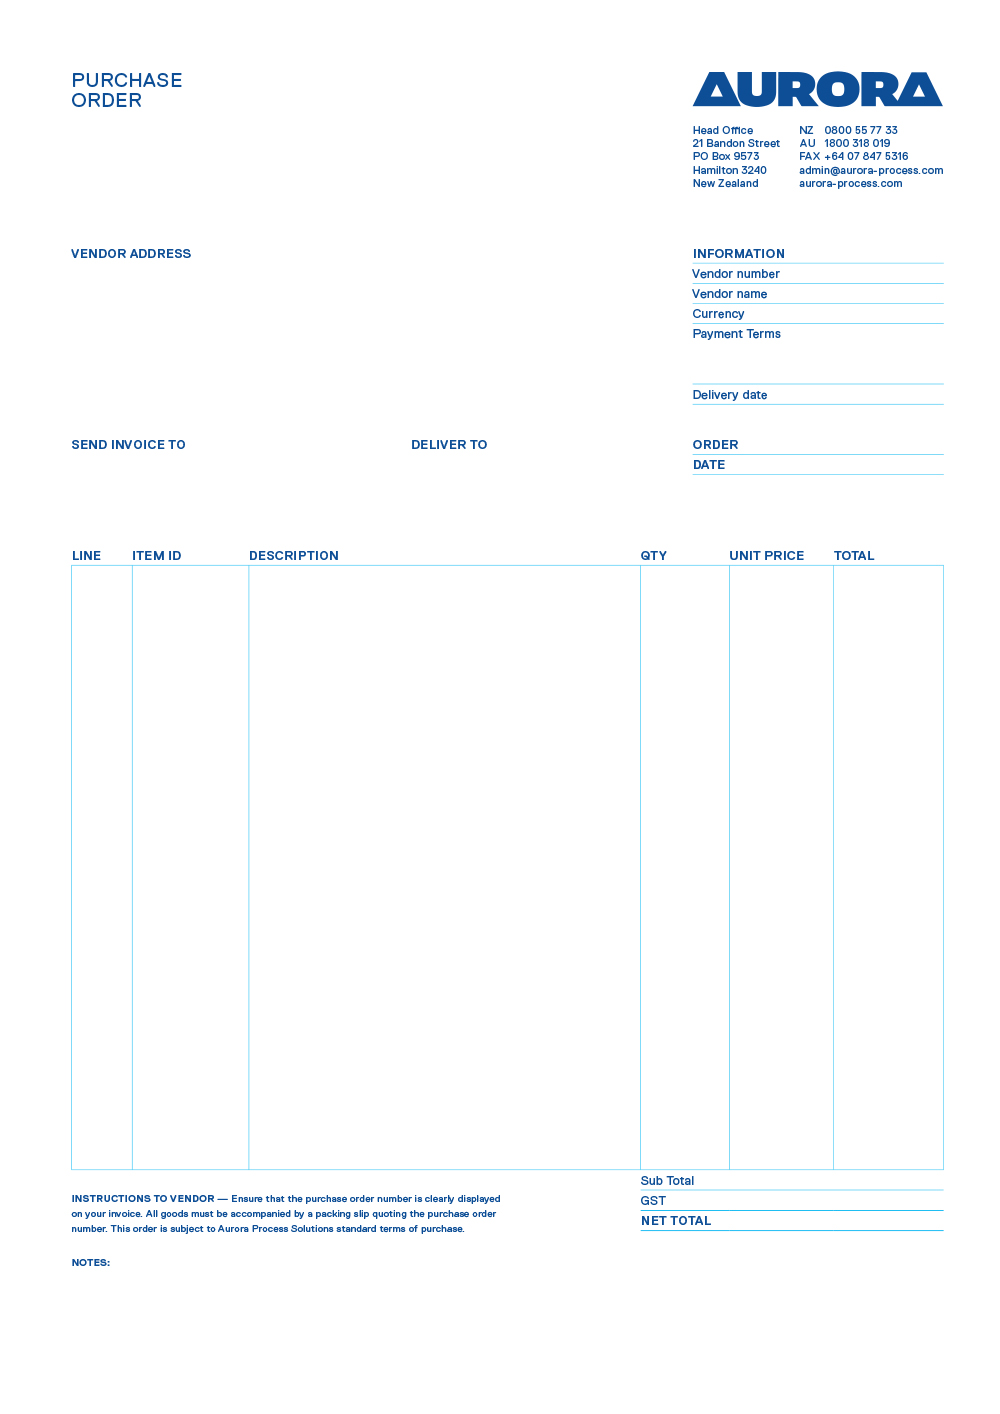 PURCHASE
ORDER
AURORA
Head Office
21 Bandon Street
PO Box 9573
Hamilton 3240
New Zealand
NZ 0800 55 77 33
AU 1800 318 019
FAX +64 07 847 5316
admin@aurora-process.com
aurora-process.com
VENDOR ADDRESS
INFORMATION
Vendor number
Vendor name
Currency
Payment Terms
Delivery date
SEND INVOICE TO
DELIVER TO
ORDER
DATE
LINE ITEM ID DESCRIPTION QTY UNIT PRICE TOTAL
Sub Total
GST
NET TOTAL
INSTRUCTIONS TO VENDOR — Ensure that the purchase order number is clearly displayed
on your invoice. All goods must be accompanied by a packing slip quoting the purchase order
number. This order is subject to Aurora Process Solutions standard terms of purchase.
NOTES: